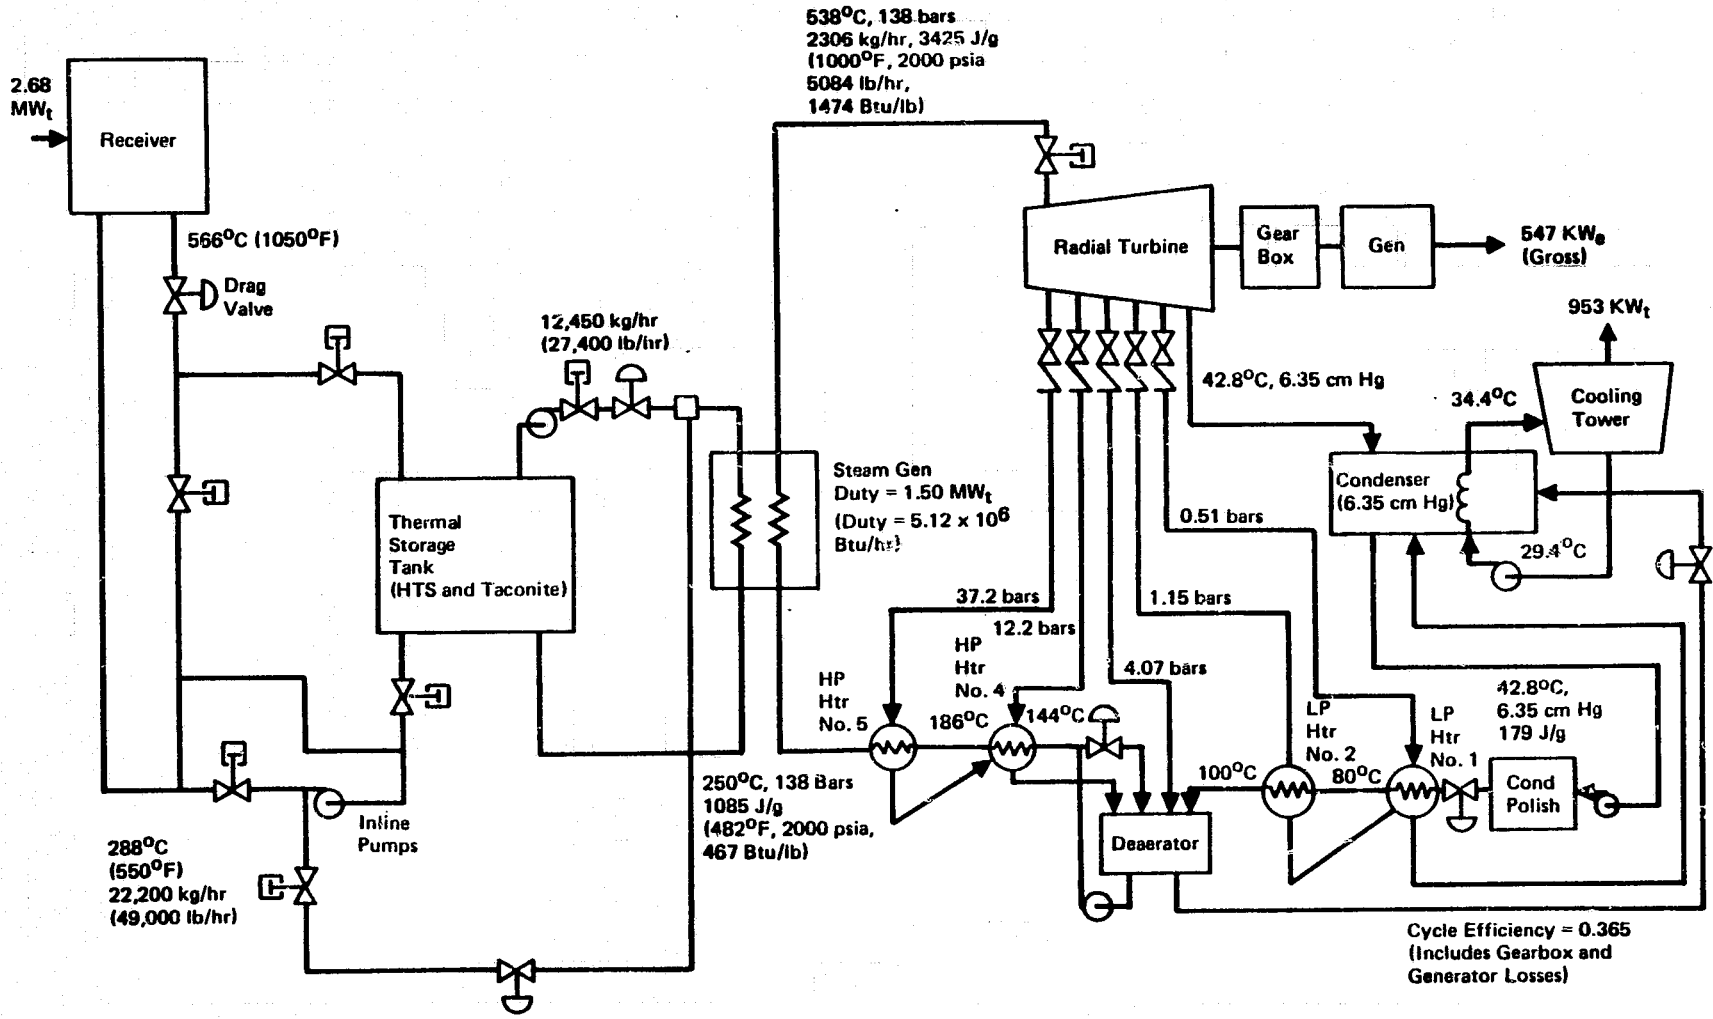 538°C, 138 bars
2306 kg/hr, 3425 J/g
(1000°F, 2000 psia
5084 lb/hr,
1474 Btu/lb)
2.68
MWt
Receiver
566°C (1050°F)
Drag
Valve
12,450 kg/hr
(27,400 lb/hr)
Radial Turbine
Gear
Box
Gen
547 KWe
(Gross)
953 KWt
42.8°C, 6.35 cm Hg
34.4°C
Cooling
Tower
Thermal
Storage
Tank
(HTS and Taconite)
Steam Gen
Duty = 1.50 MWt
(Duty = 5.12 x 10⁶
Btu/hr)
Condenser
(6.35 cm Hg)
0.51 bars
29.4°C
37.2 bars
1.15 bars
12.2 bars
4.07 bars
HP
Htr
No. 5
HP
Htr
No. 4
186°C
144°C
LP
Htr
No. 2
LP
Htr
No. 1
42.8°C,
6.35 cm Hg
179 J/g
100°C
80°C
Cond
Polish
Deaerator
250°C, 138 Bars
1085 J/g
(482°F, 2000 psia,
467 Btu/lb)
Inline
Pumps
288°C
(550°F)
22,200 kg/hr
(49,000 lb/hr)
Cycle Efficiency = 0.365
(Includes Gearbox and
Generator Losses)